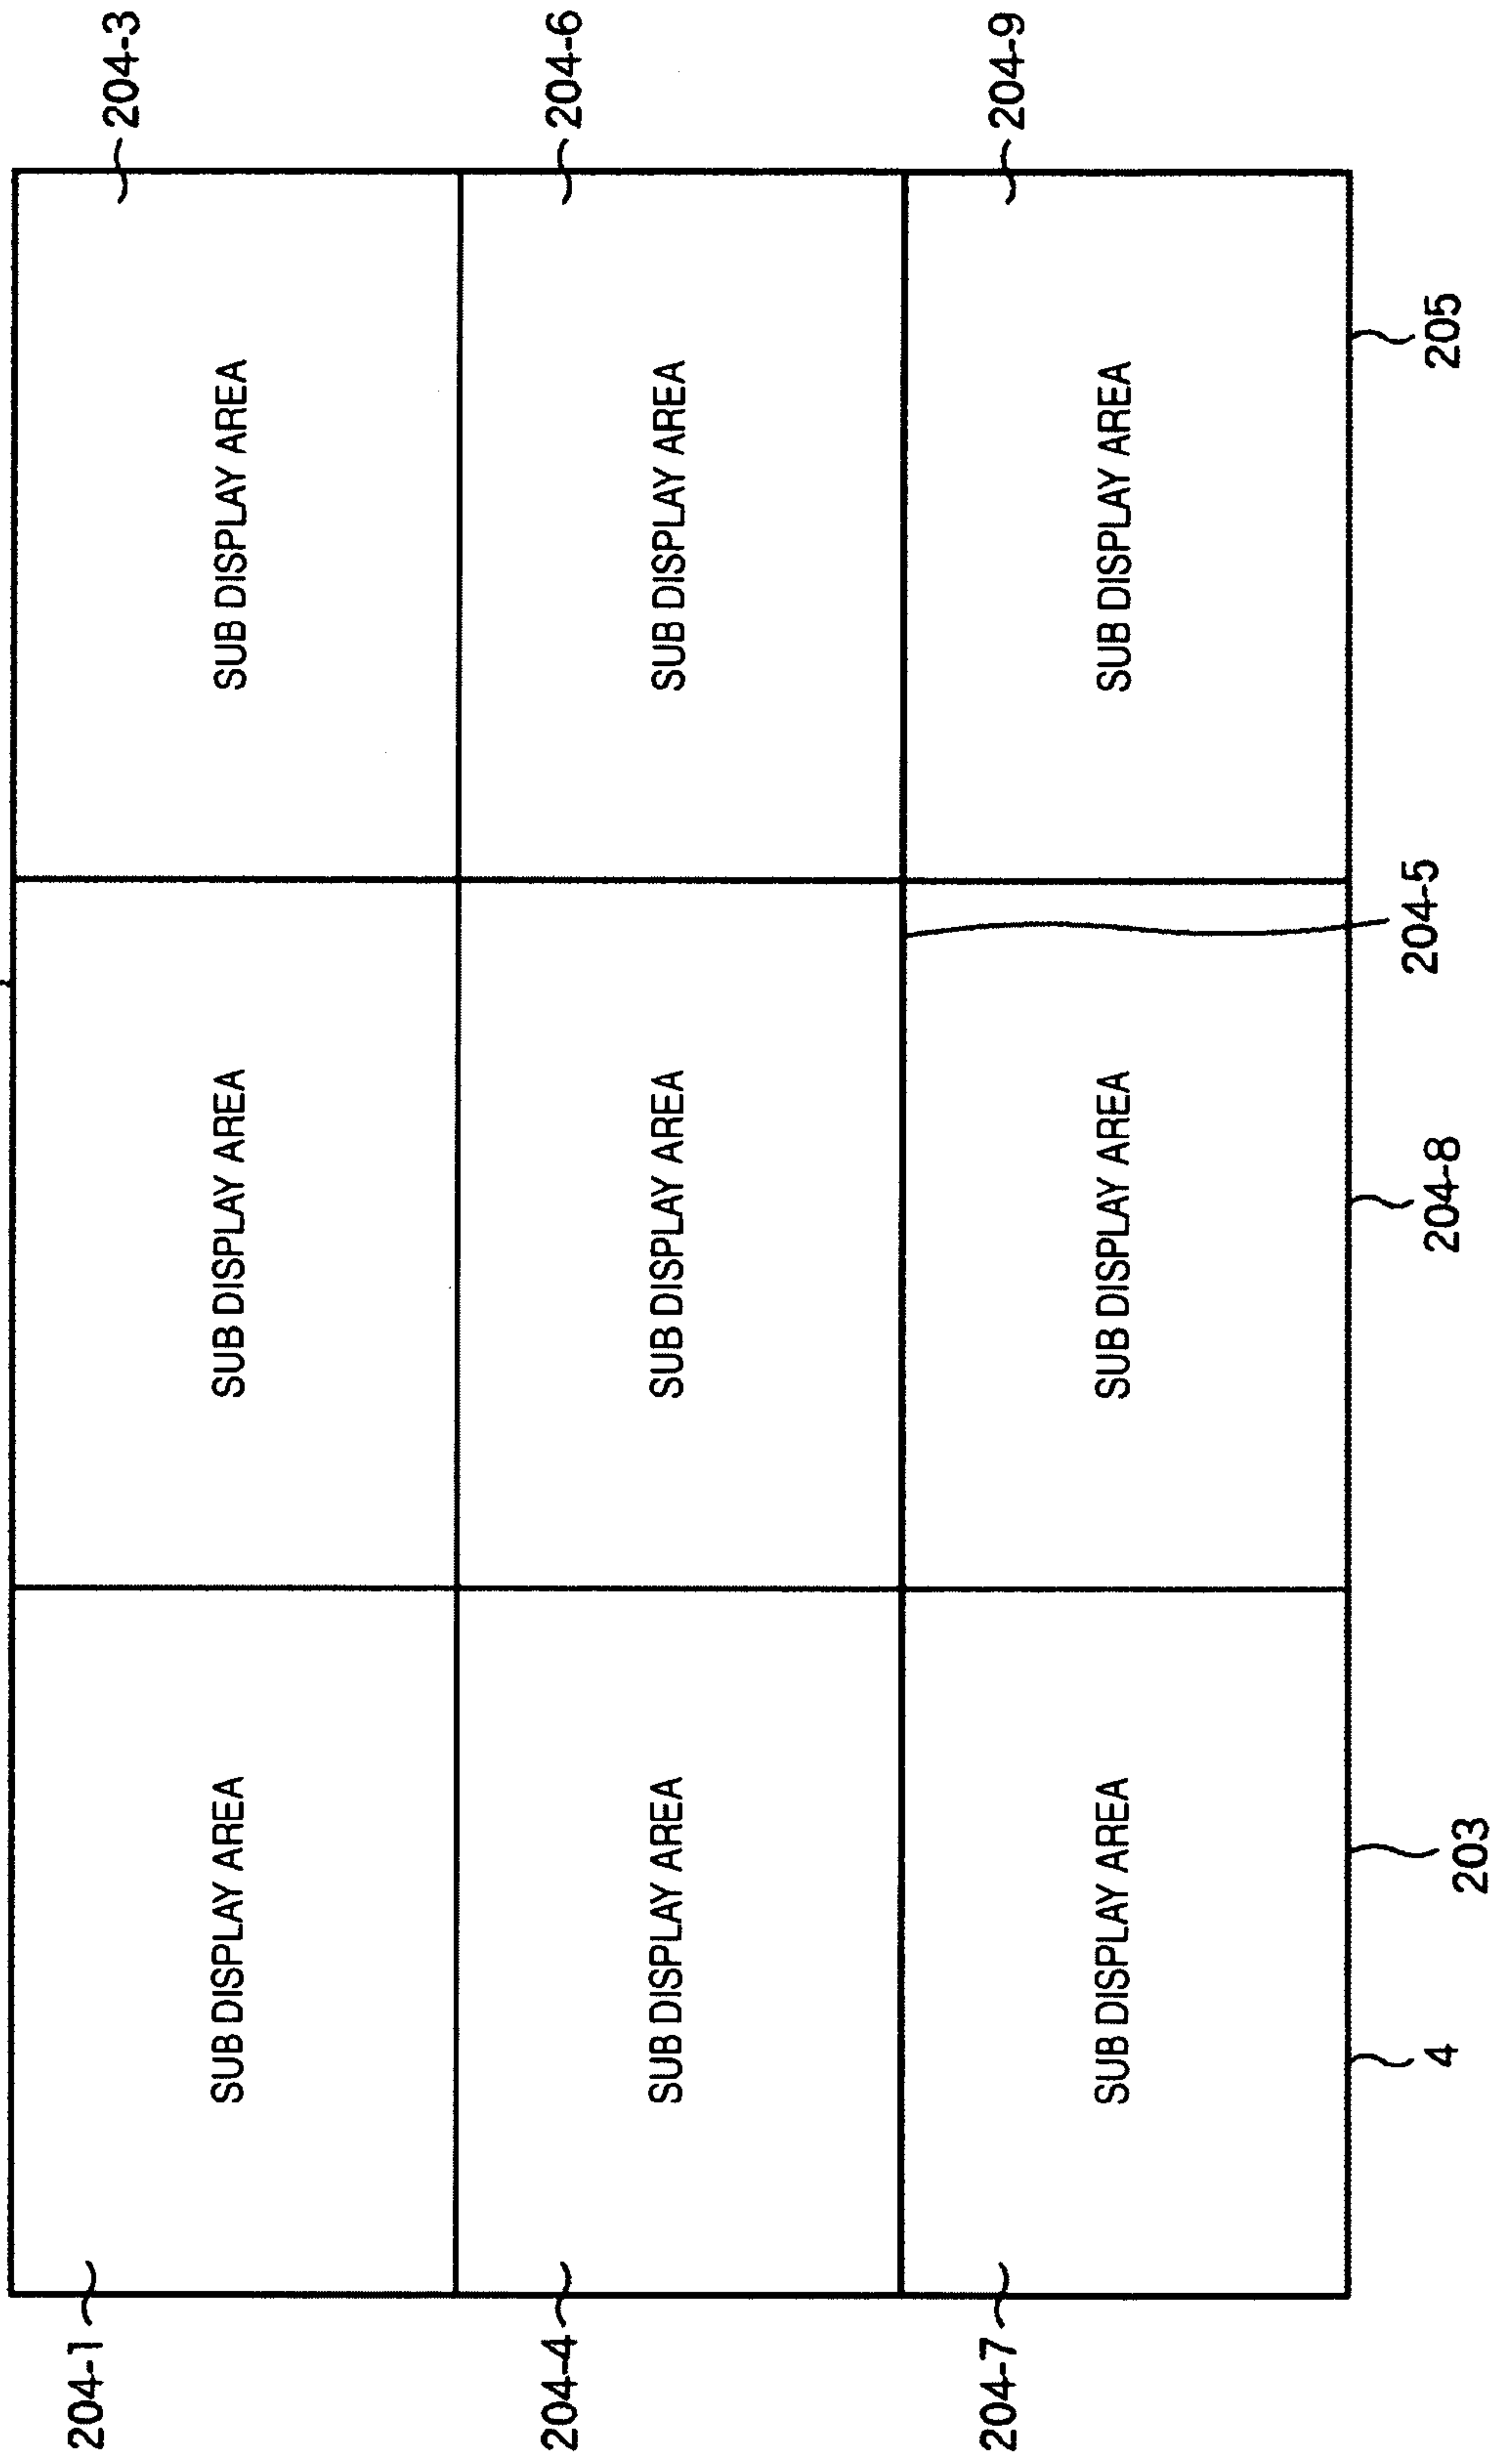 204-1
204-3
SUB DISPLAY AREA
SUB DISPLAY AREA
SUB DISPLAY AREA
204-4
204-6
SUB DISPLAY AREA
SUB DISPLAY AREA
SUB DISPLAY AREA
204-7
204-9
SUB DISPLAY AREA
SUB DISPLAY AREA
SUB DISPLAY AREA
4
203
204-8
204-5
205